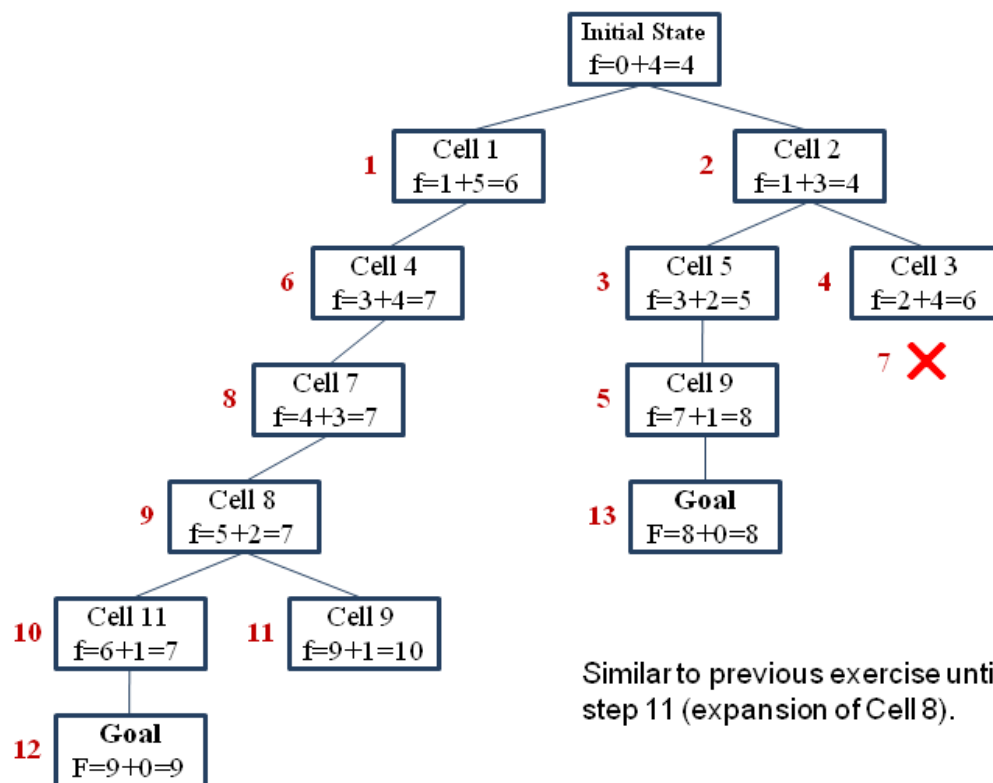 Initial State
f=0+4=4
1
Cell 1
f=1+5=6
2
Cell 2
f=1+3=4
6
Cell 4
f=3+4=7
3
Cell 5
f=3+2=5
4
Cell 3
f=2+4=6
7
8
Cell 7
f=4+3=7
5
Cell 9
f=7+1=8
9
Cell 8
f=5+2=7
13
Goal
F=8+0=8
10
Cell 11
f=6+1=7
11
Cell 9
f=9+1=10
Similar to previous exercise unti
step 11 (expansion of Cell 8).
12
Goal
F=9+0=9